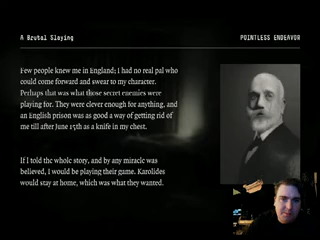 A Brutal Slaying
POINTLESS ENDEAVOR
Few people knew me in England; I had no real pal who
could come forward and swear to my character.
Perhaps that was what those secret enemies were
playing for. They were clever enough for anything, and
an English prison was as good a way of getting rid of
me till after June 15th as a knife in my chest.
If I told the whole story, and by any miracle was
believed, I would be playing their game. Karolides
would stay at home, which was what they wanted.